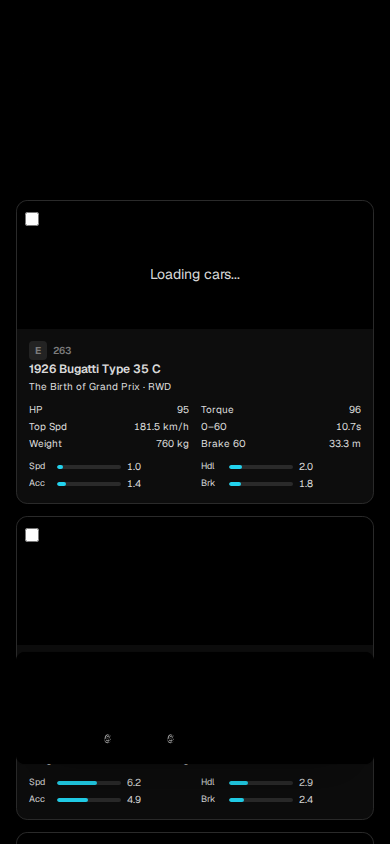 Loading cars...
E 263
1926 Bugatti Type 35 C
The Birth of Grand Prix · RWD
HP 95 Torque 96
Top Spd 181.5 km/h 0–60 10.7s
Weight 760 kg Brake 60 33.3 m
Spd 1.0 Hdl 2.0
Acc 1.4 Brk 1.8
Spd 6.2 Hdl 2.9
Acc 4.9 Brk 2.4